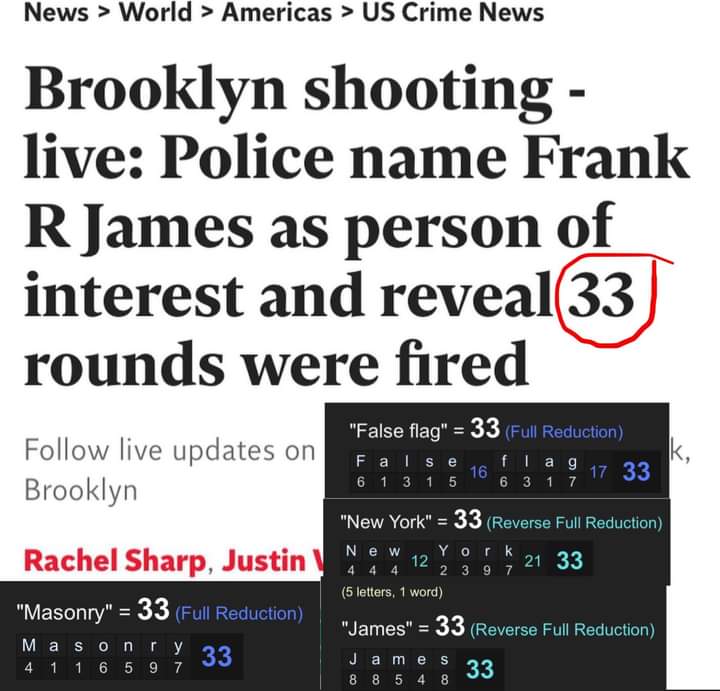 News > World > Americas > US Crime News
Brooklyn shooting -
live: Police name Frank
R James as person of
interest and reveal 33
rounds were fired
Follow live updates on
k,
Brooklyn
Rachel Sharp, Justin
"False flag" = 33 (Full Reduction)
F a l s e f l a g
6 1 3 1 5 16 6 3 1 7 17 33
"New York" = 33 (Reverse Full Reduction)
N e w Y o r k
4 4 4 12 2 3 9 7 21 33
(5 letters, 1 word)
"James" = 33 (Reverse Full Reduction)
J a m e s
8 8 5 4 8 33
"Masonry" = 33 (Full Reduction)
M a s o n r y
4 1 1 6 5 9 7 33